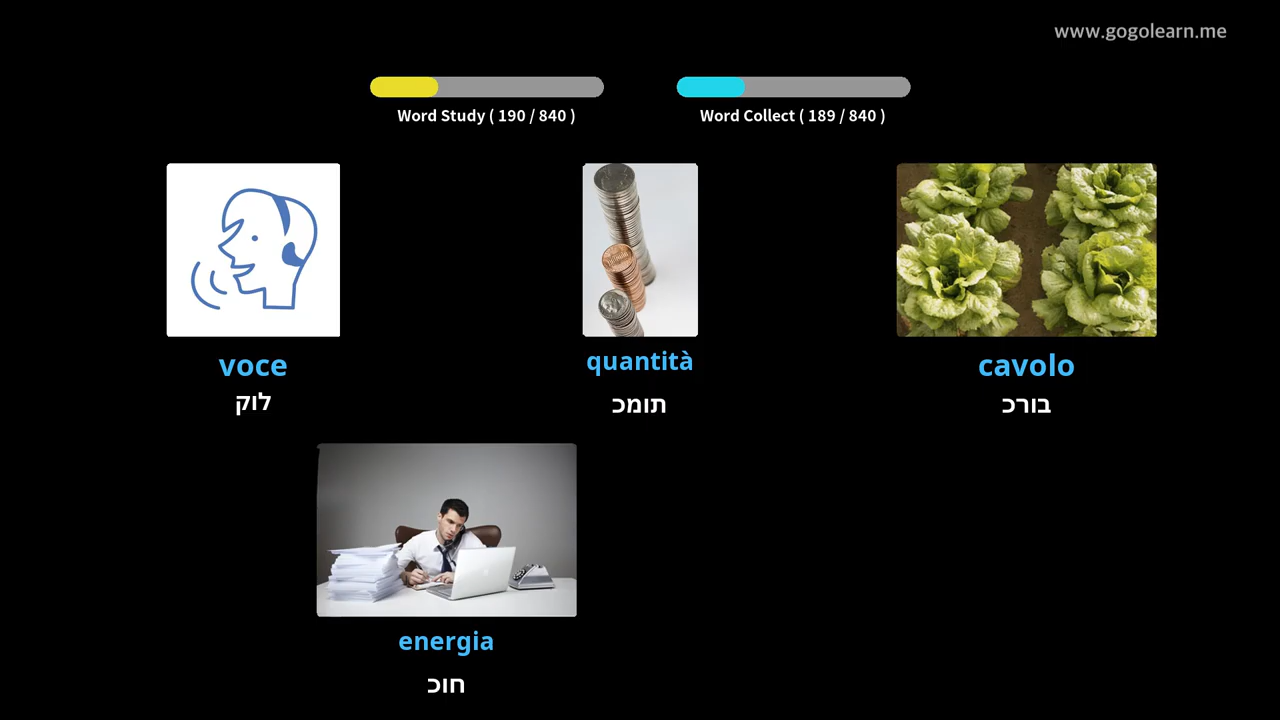 www.gogolearn.me
Word Study ( 190 / 840 )
Word Collect ( 189 / 840 )
voce
לוק
quantità
תומכ
cavolo
בורכ
energia
חוכ